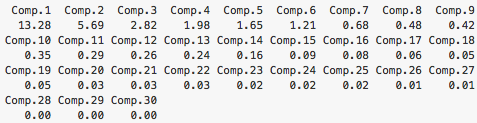 Comp.1 Comp.2 Comp.3 Comp.4 Comp.5 Comp.6 Comp.7 Comp.8 Comp.9
13.28 5.69 2.82 1.98 1.65 1.21 0.68 0.48 0.42
Comp.10 Comp.11 Comp.12 Comp.13 Comp.14 Comp.15 Comp.16 Comp.17 Comp.18
0.35 0.29 0.26 0.24 0.16 0.09 0.08 0.06 0.05
Comp.19 Comp.20 Comp.21 Comp.22 Comp.23 Comp.24 Comp.25 Comp.26 Comp.27
0.05 0.03 0.03 0.03 0.02 0.02 0.02 0.01 0.01
Comp.28 Comp.29 Comp.30
0.00 0.00 0.00